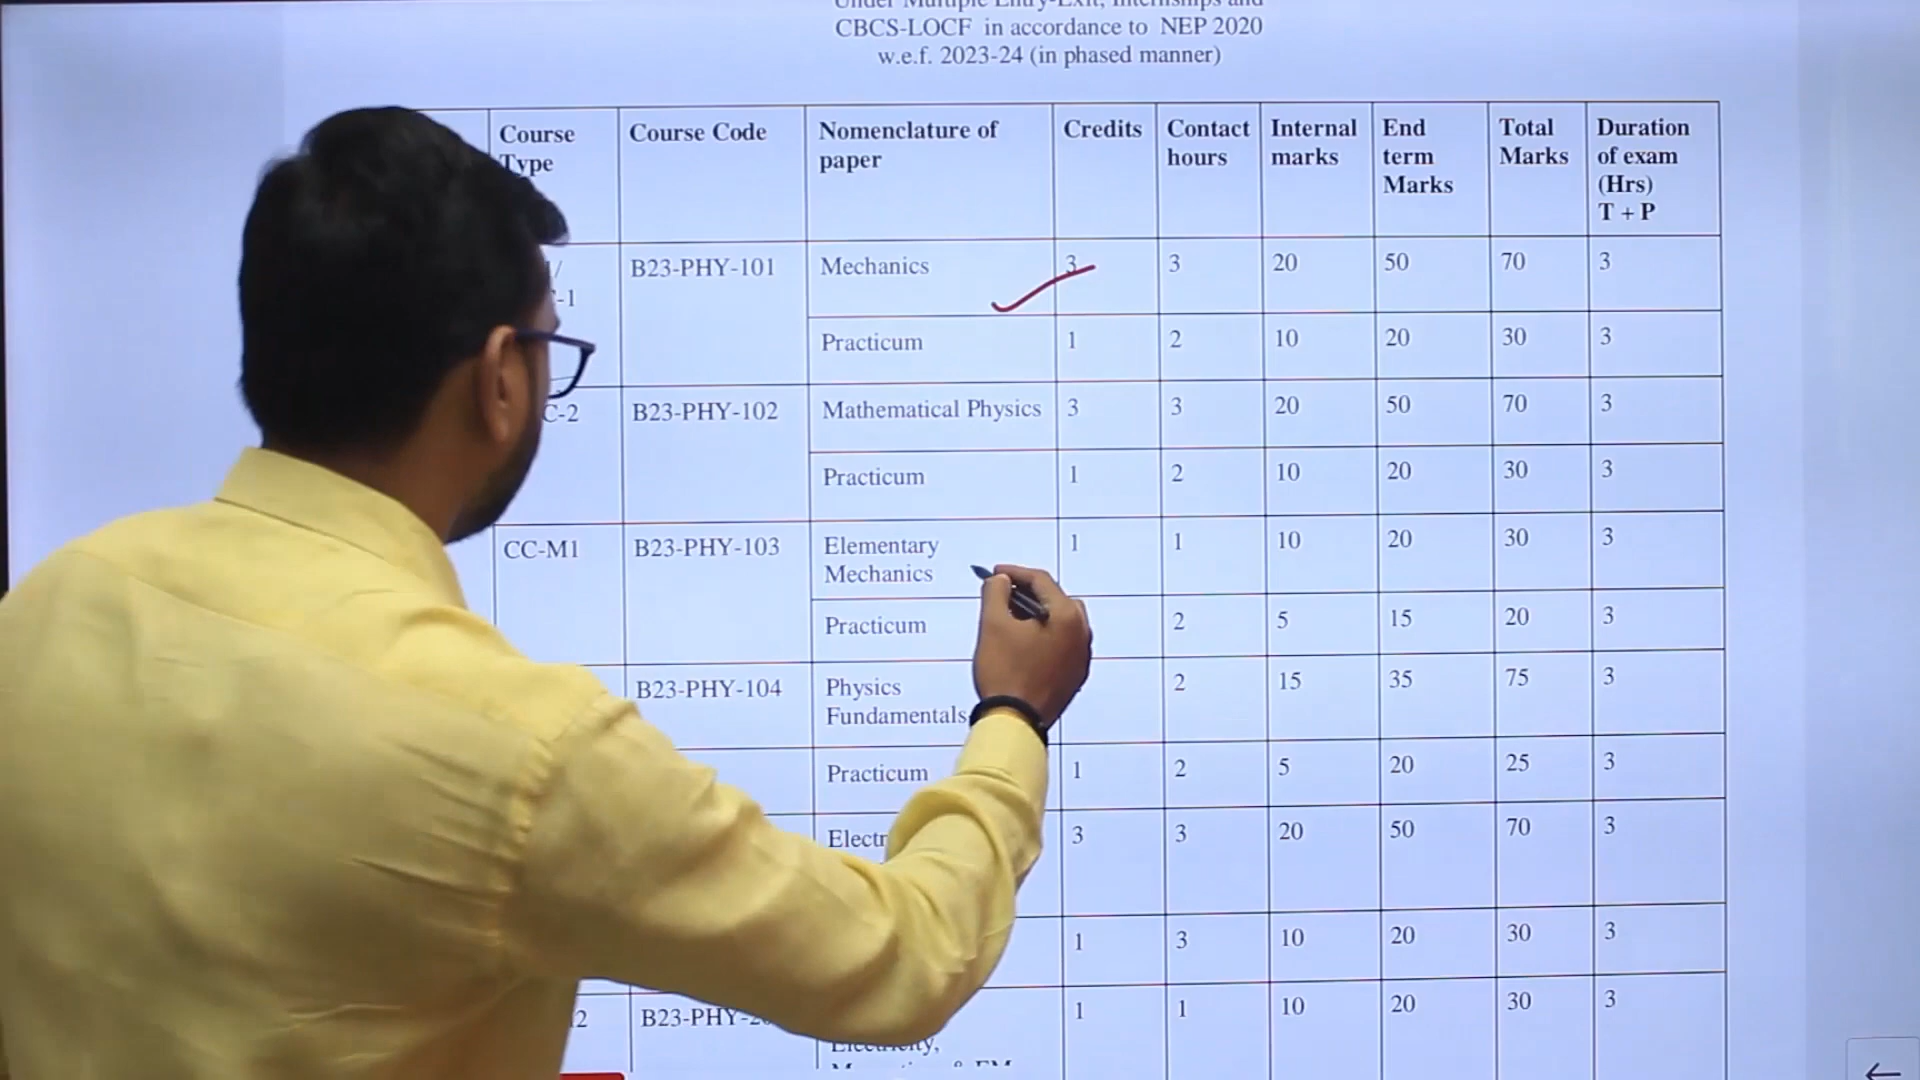 CBCS-LOCF in accordance to NEP 2020
w.e.f. 2023-24 (in phased manner)
Course Type Course Code Nomenclature of paper Credits Contact hours Internal marks End term Marks Total Marks Duration of exam (Hrs) T + P
B23-PHY-101 Mechanics 3 3 20 50 70 3
Practicum 1 2 10 20 30 3
B23-PHY-102 Mathematical Physics 3 3 20 50 70 3
Practicum 1 2 10 20 30 3
CC-M1 B23-PHY-103 Elementary Mechanics 1 1 10 20 30 3
Practicum 2 5 15 20 3
B23-PHY-104 Physics Fundamentals 2 15 35 75 3
Practicum 1 2 5 20 25 3
3 3 20 50 70 3
1 3 10 20 30 3
1 1 10 20 30 3